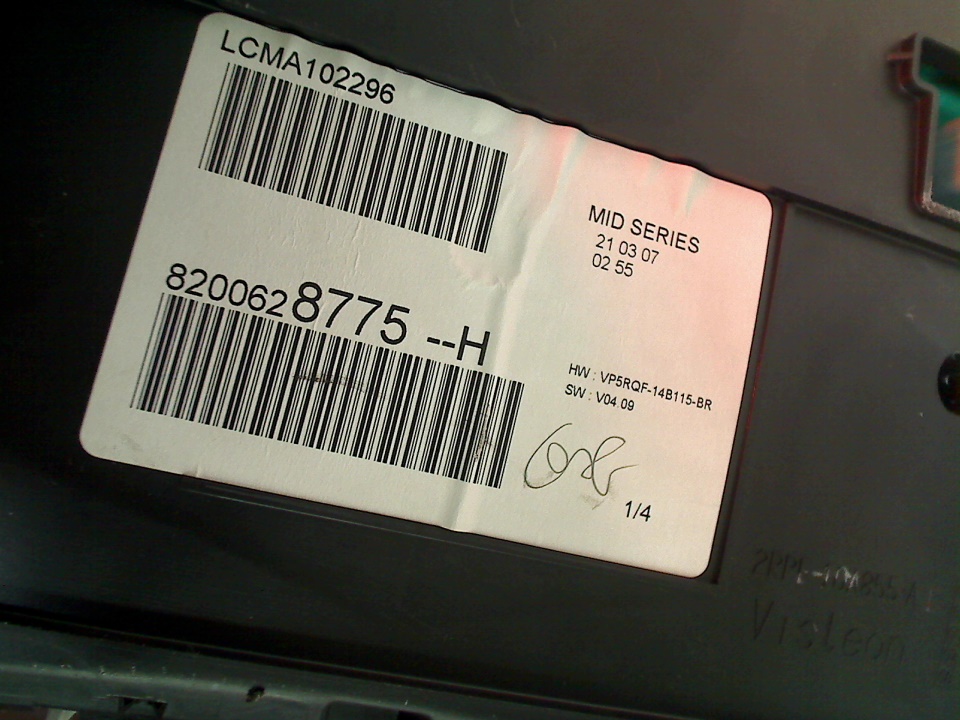 LCMA102296
8200628775 --H
MID SERIES
21 03 07
02 55
HW : VP5RQF-14B115-BR
SW : V04.09
1/4
Visteon